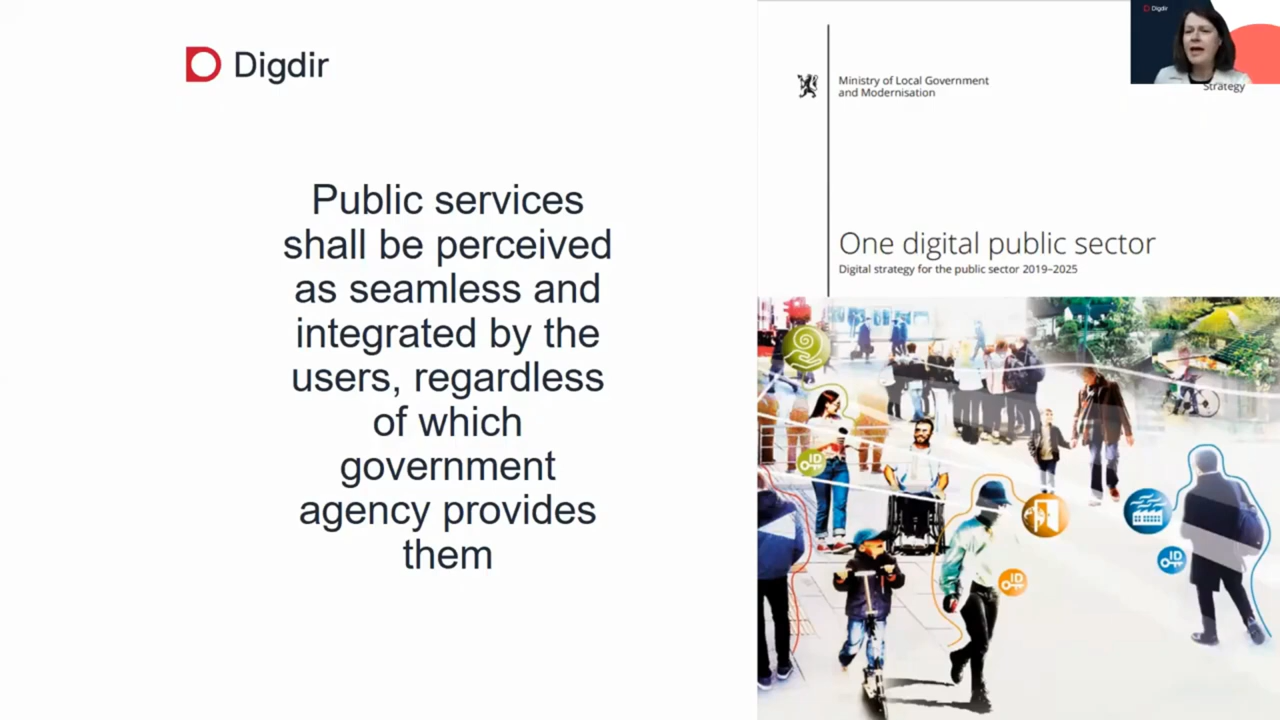 Digdir
Public services
shall be perceived
as seamless and
integrated by the
users, regardless
of which
government
agency provides
them
Ministry of Local Government
and Modernisation
Digdir
Strategy
One digital public sector
Digital strategy for the public sector 2019–2025
ID
ID
ID